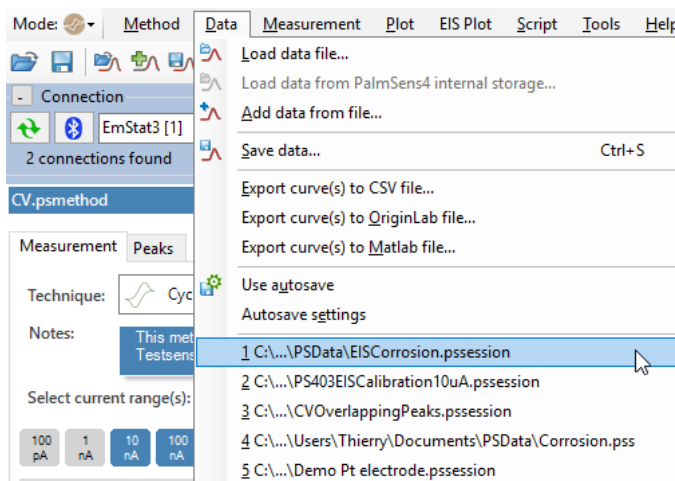 Mode: Method Data Measurement Plot EIS Plot Script Tools Help
Load data file...
Load data from PalmSens4 internal storage...
Add data from file...
Save data... Ctrl+S
Export curve(s) to CSV file...
Export curve(s) to OriginLab file...
Export curve(s) to Matlab file...
Use autosave
Autosave settings
1 C:\...\PSData\EISCorrosion.pssession
2 C:\...\PS403EISCalibration10uA.pssession
3 C:\...\CVOverlappingPeaks.pssession
4 C:\...\Users\Thierry\Documents\PSData\Corrosion.pss
5 C:\...\Demo Pt electrode.pssession
- Connection
EmStat3 [1]
2 connections found
CV.psmethod
Measurement Peaks
Technique: Cyc
Notes: This met
Testsens
Select current range(s):
100 pA
1 nA
10 nA
100 nA